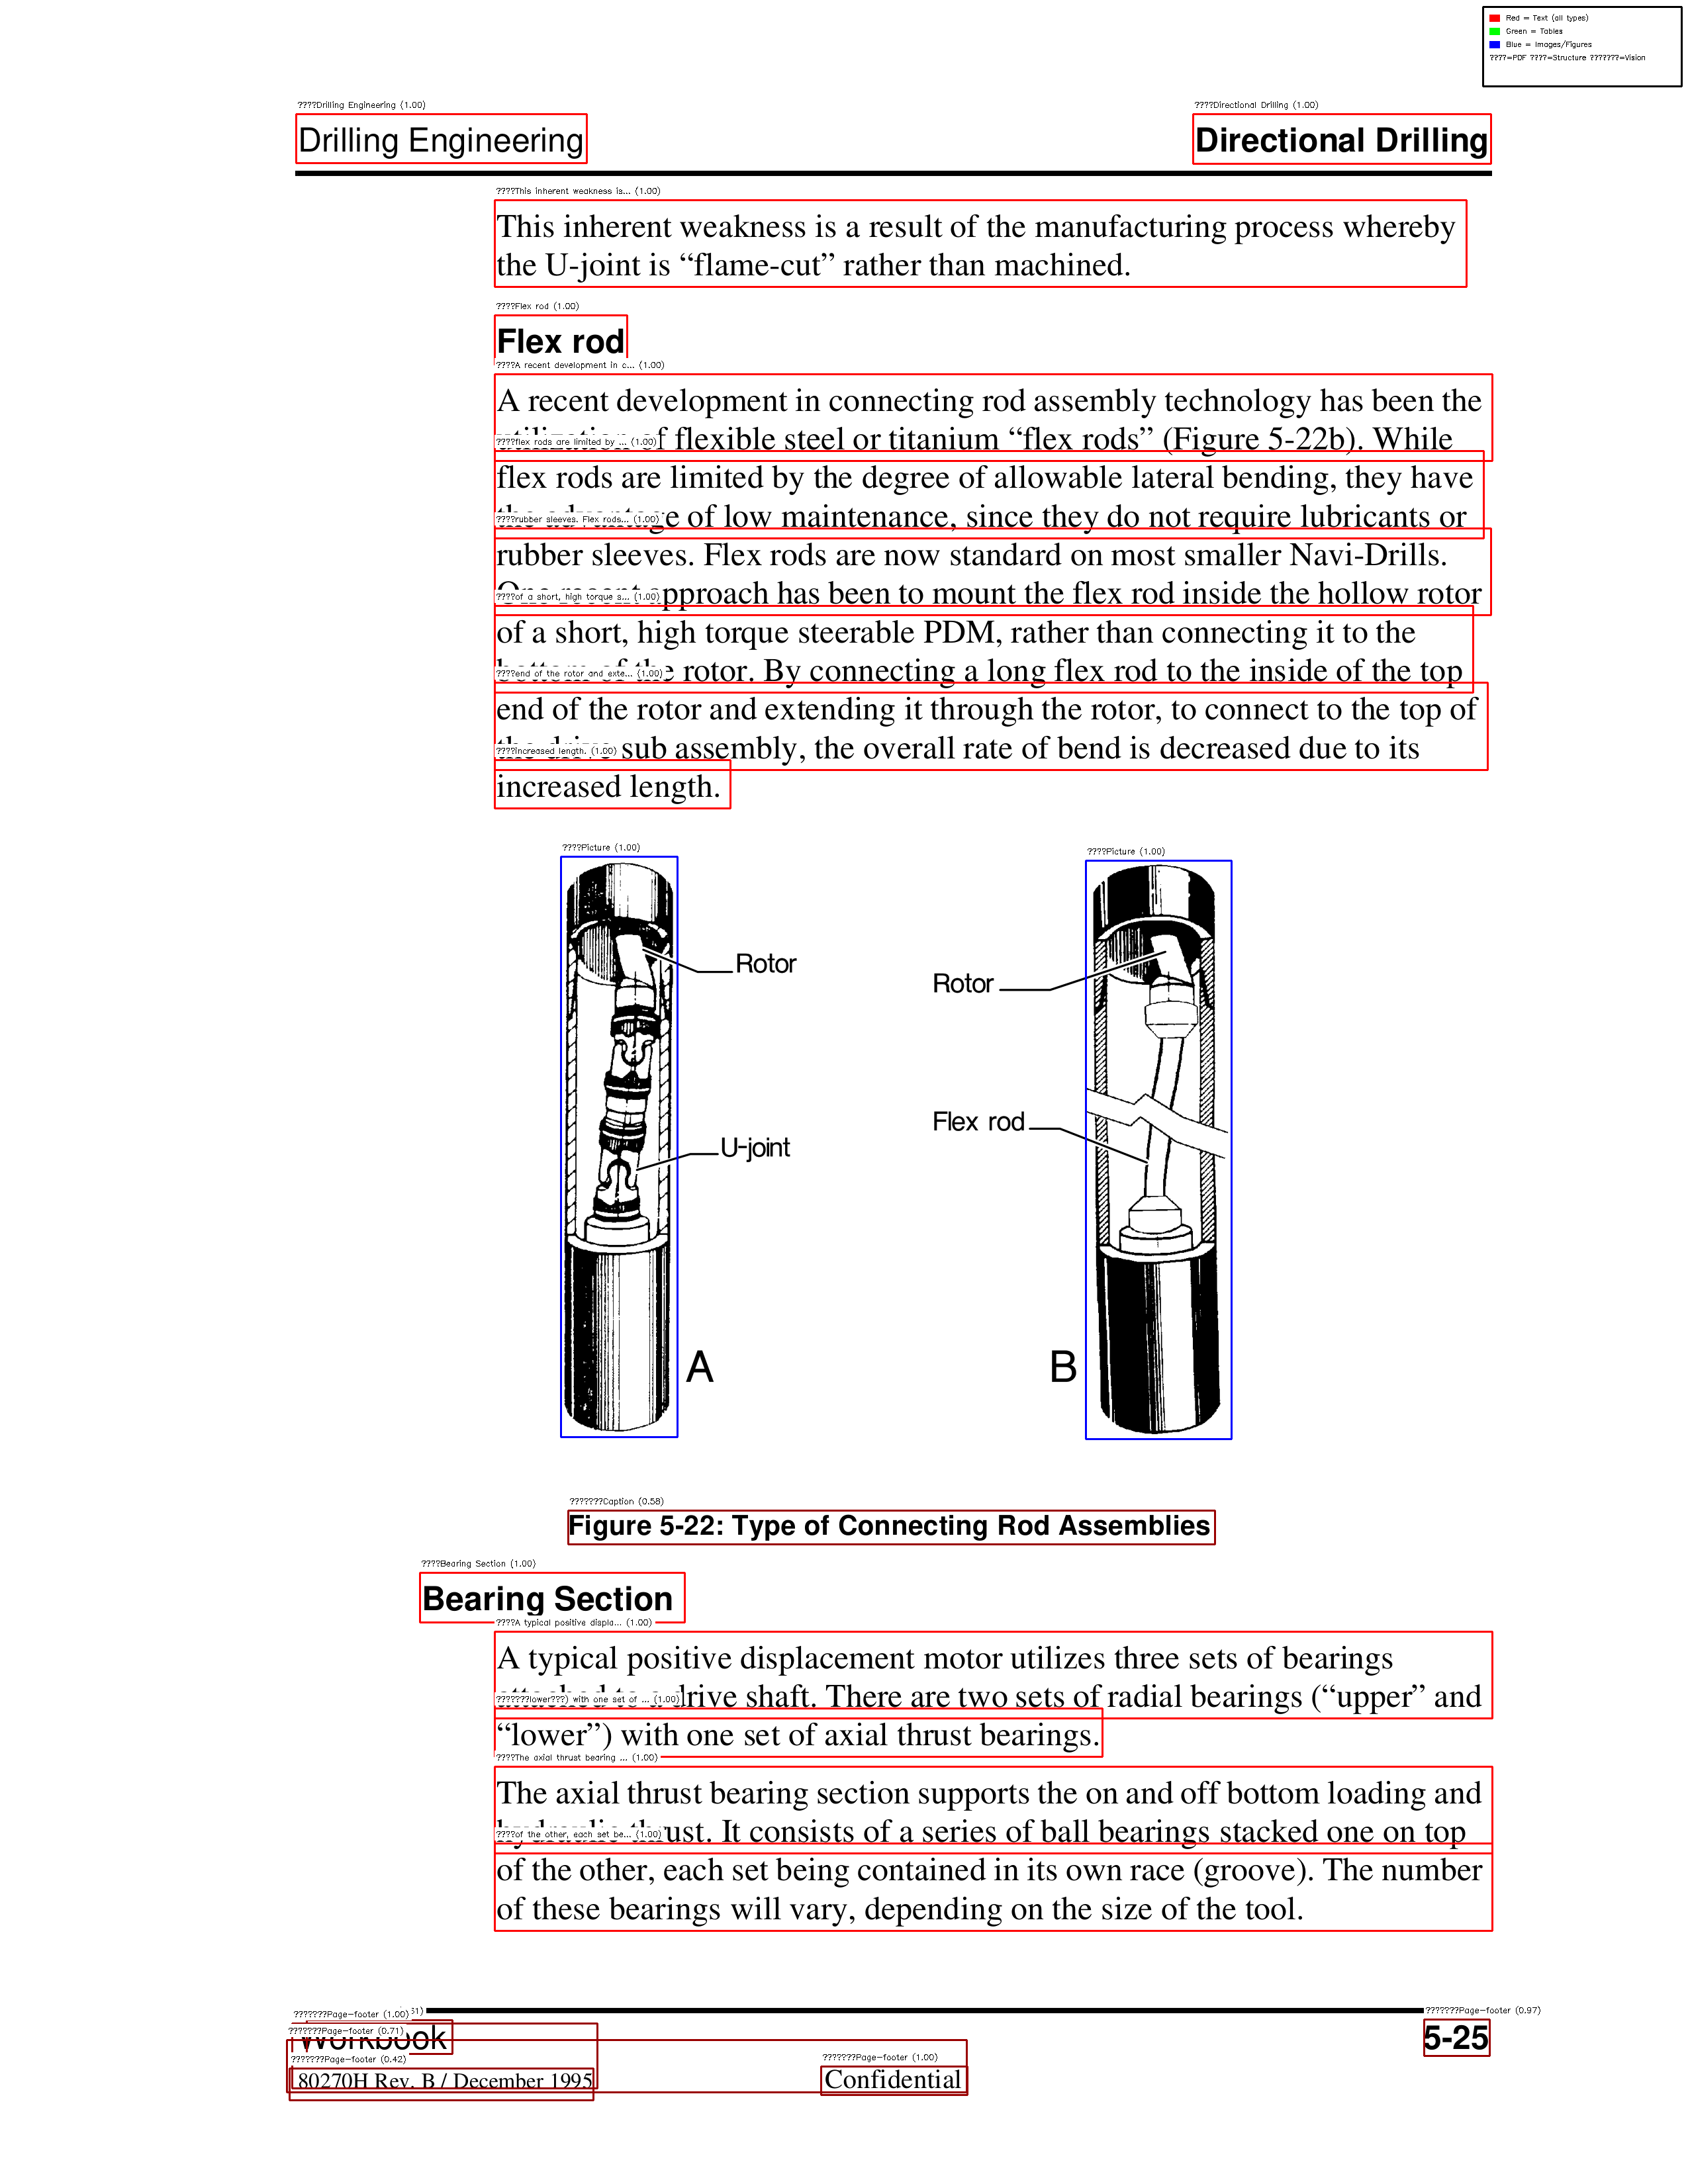 Red = Text (all types)
Green = Tables
Blue = Images/Figures
????=PDF ????=Structure ???????=Vision
????Drilling Engineering (1.00)
????Directional Drilling (1.00)
Drilling Engineering
Directional Drilling
????This inherent weakness is... (1.00)
This inherent weakness is a result of the manufacturing process whereby
the U-joint is “flame-cut” rather than machined.
????Flex rod (1.00)
Flex rod
????A recent development in c... (1.00)
A recent development in connecting rod assembly technology has been the
utilization of flexible steel or titanium “flex rods” (Figure 5-22b). While
????flex rods are limited by ... (1.00)
flex rods are limited by the degree of allowable lateral bending, they have
the advantage of low maintenance, since they do not require lubricants or
????rubber sleeves. Flex rods... (1.00)
rubber sleeves. Flex rods are now standard on most smaller Navi-Drills.
One recent approach has been to mount the flex rod inside the hollow rotor
????of a short, high torque s... (1.00)
of a short, high torque steerable PDM, rather than connecting it to the
bottom of the rotor. By connecting a long flex rod to the inside of the top
????end of the rotor and exte... (1.00)
end of the rotor and extending it through the rotor, to connect to the top of
the drive sub assembly, the overall rate of bend is decreased due to its
????increased length. (1.00)
increased length.
????Picture (1.00)
????Picture (1.00)
Rotor
Rotor
Flex rod
U-joint
A
B
???????Caption (0.58)
Figure 5-22: Type of Connecting Rod Assemblies
????Bearing Section (1.00)
Bearing Section
????A typical positive displa... (1.00)
A typical positive displacement motor utilizes three sets of bearings
attached to a drive shaft. There are two sets of radial bearings (“upper” and
???????lower???) with one set of ... (1.00)
“lower”) with one set of axial thrust bearings.
????The axial thrust bearing ... (1.00)
The axial thrust bearing section supports the on and off bottom loading and
hydraulic thrust. It consists of a series of ball bearings stacked one on top
????of the other, each set be... (1.00)
of the other, each set being contained in its own race (groove). The number
of these bearings will vary, depending on the size of the tool.
???????Page-footer (1.00)
???????Page-footer (0.97)
???????Page-footer (0.71)
Workbook
5-25
???????Page-footer (0.42)
???????Page-footer (1.00)
80270H Rev. B / December 1995
Confidential